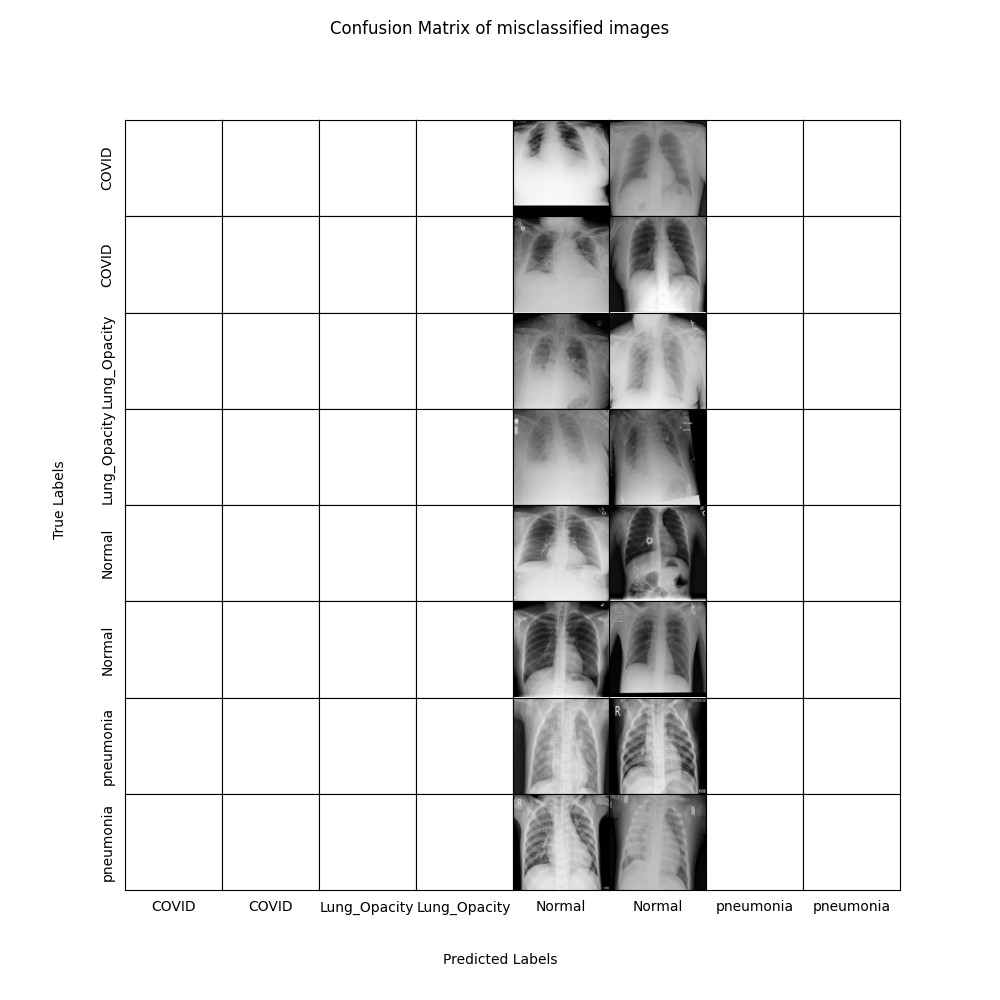 Confusion Matrix of misclassified images
True Labels
COVID
COVID
Lung_Opacity
Lung_Opacity
Normal
Normal
pneumonia
R
pneumonia
R
COVID COVID Lung_Opacity Lung_Opacity Normal Normal pneumonia pneumonia
Predicted Labels